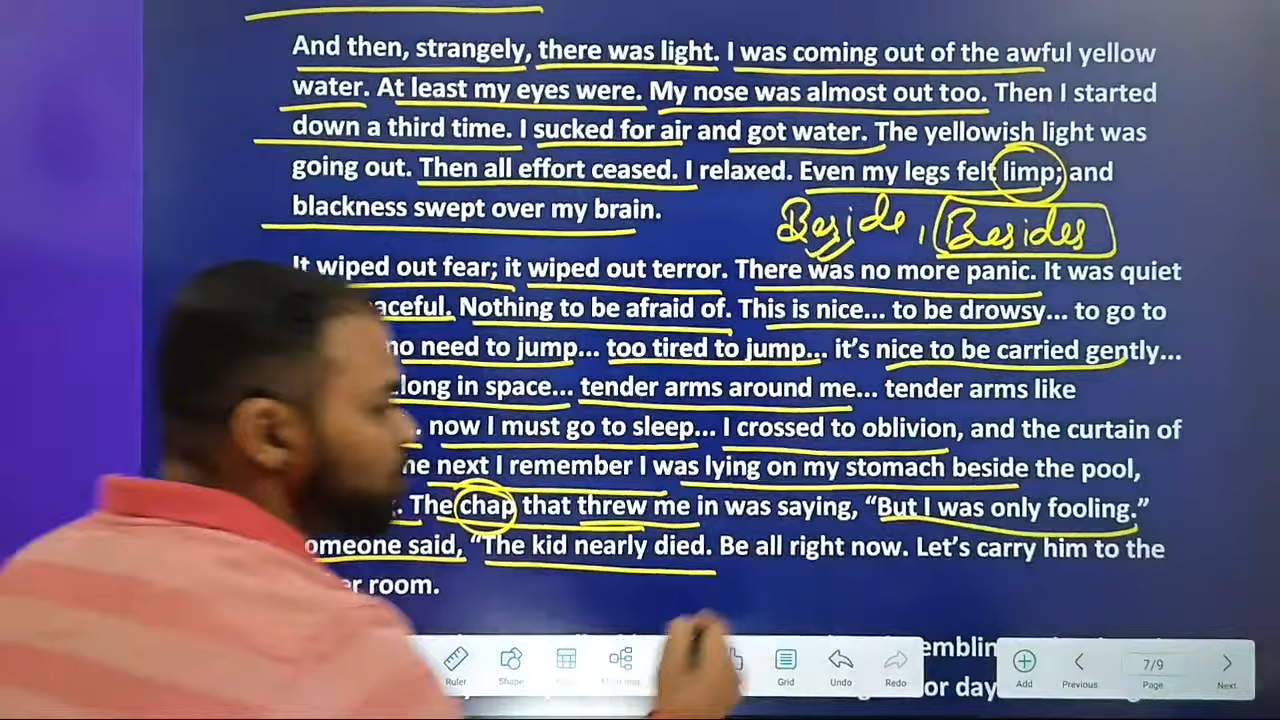 And then, strangely, there was light. I was coming out of the awful yellow
water. At least my eyes were. My nose was almost out too. Then I started
down a third time. I sucked for air and got water. The yellowish light was
going out. Then all effort ceased. I relaxed. Even my legs felt limp; and
blackness swept over my brain.
Beside, Besides
It wiped out fear; it wiped out terror. There was no more panic. It was quiet
aceful. Nothing to be afraid of. This is nice... to be drowsy... to go to
no need to jump... too tired to jump... it's nice to be carried gently...
long in space... tender arms around me... tender arms like
now I must go to sleep... I crossed to oblivion, and the curtain of
he next I remember I was lying on my stomach beside the pool,
The chap that threw me in was saying, “But I was only fooling.”
omeone said, “The kid nearly died. Be all right now. Let's carry him to the
er room.
emblin
or day
Ruler Shape Grid Undo Redo Add Previous 7/9 Page Next